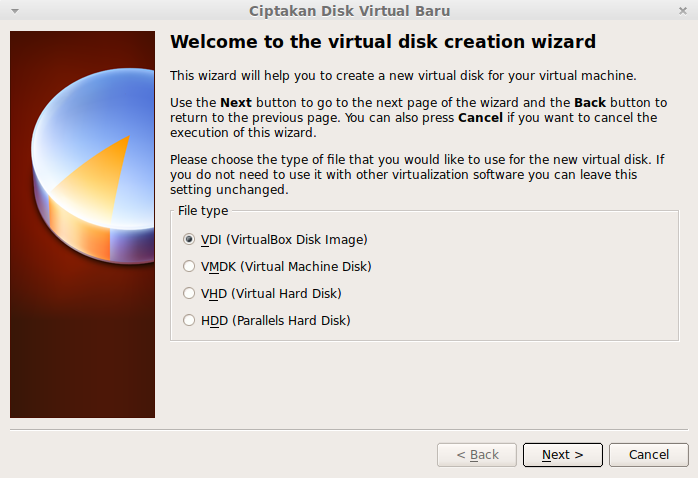 Ciptakan Disk Virtual Baru
Welcome to the virtual disk creation wizard
This wizard will help you to create a new virtual disk for your virtual machine.
Use the Next button to go to the next page of the wizard and the Back button to
return to the previous page. You can also press Cancel if you want to cancel the
execution of this wizard.
Please choose the type of file that you would like to use for the new virtual disk. If
you do not need to use it with other virtualization software you can leave this
setting unchanged.
File type
VDI (VirtualBox Disk Image)
VMDK (Virtual Machine Disk)
VHD (Virtual Hard Disk)
HDD (Parallels Hard Disk)
< Back
Next >
Cancel